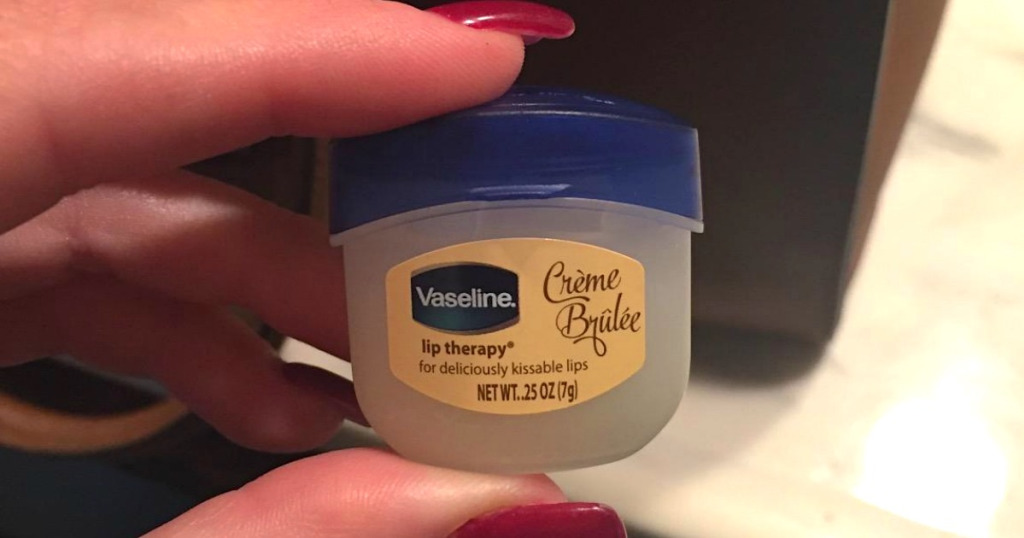 Vaseline.
Crème
Brûlée
lip therapy®
for deliciously kissable lips
NET WT..25 OZ (7g)